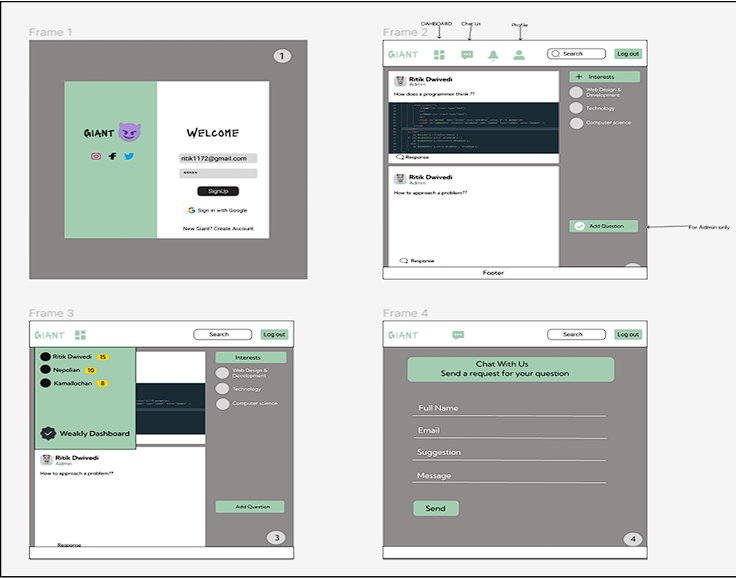 Frame 1
1
GIANT
WELCOME
ritik1172@gmail.com
*****
SignUp
Sign in with Google
New Giant? Create Account
DAHBOARD
Chat Us
Profile
Frame 2
GIANT
Search
Log out
Ritik Dwivedi
Admin
How does a programmer think ??
Response
Ritik Dwivedi
Admin
How to approach a problem??
Response
+ Interests
Web Design &
Development
Technology
Computer science
Add Question
For Admin only
Footer
Frame 3
GIANT
Search
Log out
Ritik Dwivedi 15
Nepolian 10
Kamallochan 8
Weakly Dashboard
Ritik Dwivedi
Admin
How to approach a problem??
Response
Interests
Web Design &
Development
Technology
Computer science
Add Question
3
Frame 4
GIANT
Search
Log out
Chat With Us
Send a request for your question
Full Name
Email
Suggestion
Message
Send
4